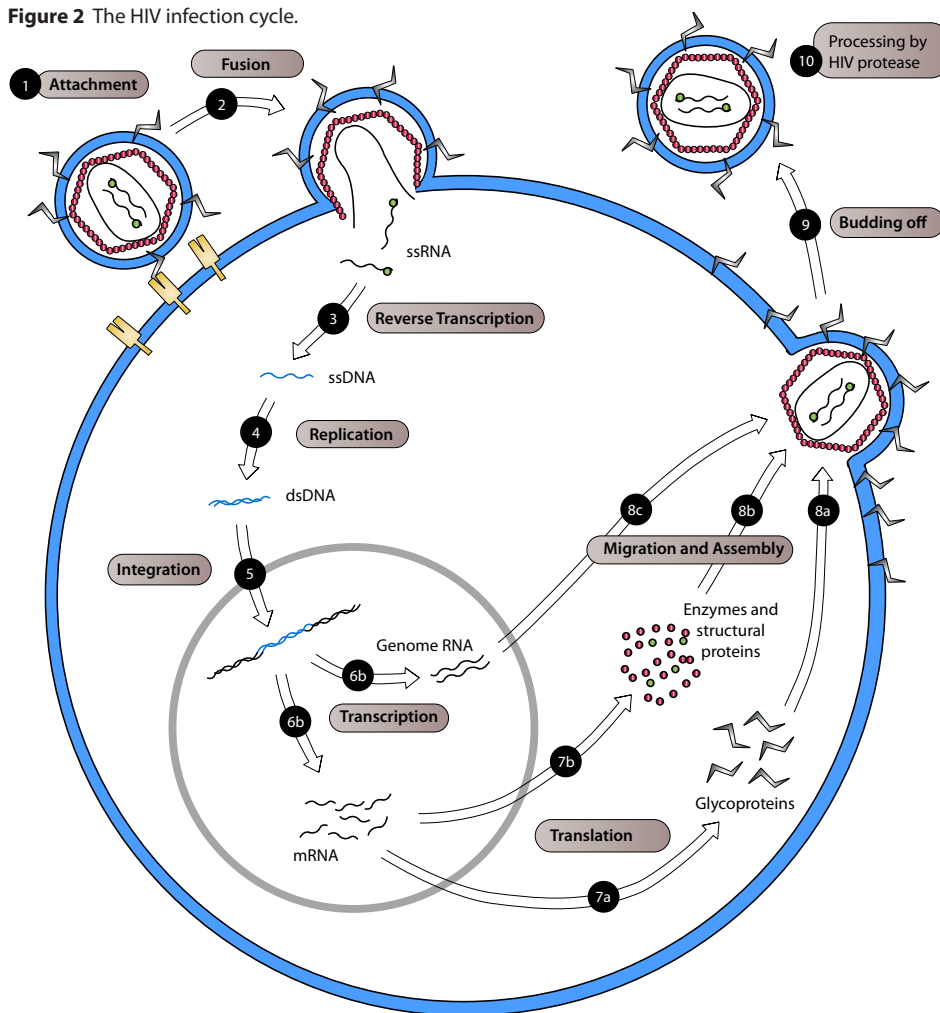 Figure 2 The HIV infection cycle.
1 Attachment
Fusion
2
10 Processing by
HIV protease
ssRNA
9
Budding off
3 Reverse Transcription
ssDNA
4 Replication
dsDNA
8c
8b
8a
Migration and Assembly
Integration 5
Enzymes and
structural
proteins
Genome RNA
6b
6b Transcription
7b
Glycoproteins
Translation
mRNA
7a